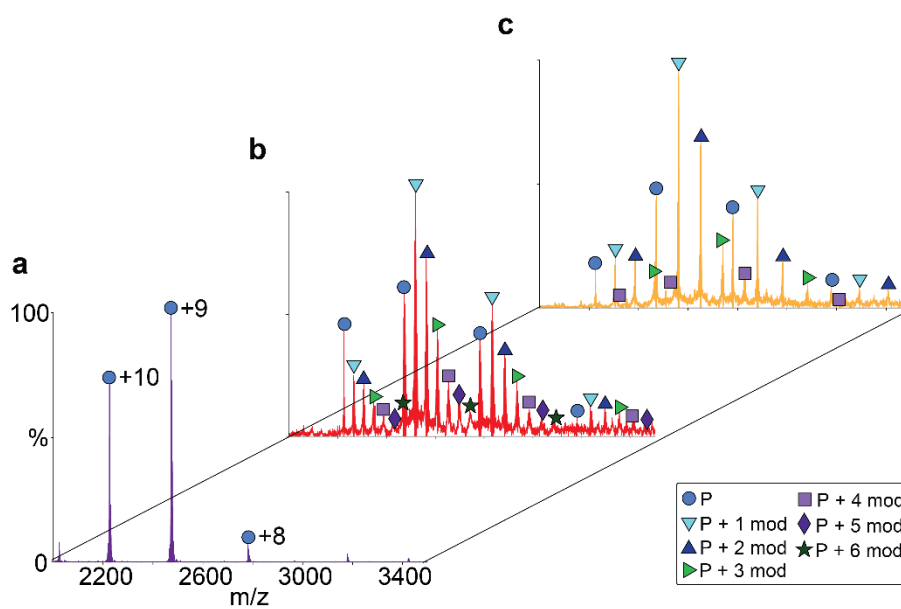 c
b
a
100
%
0
+10
+9
+8
2200
2600
3000
3400
m/z
P
P + 1 mod
P + 2 mod
P + 3 mod
P + 4 mod
P + 5 mod
P + 6 mod